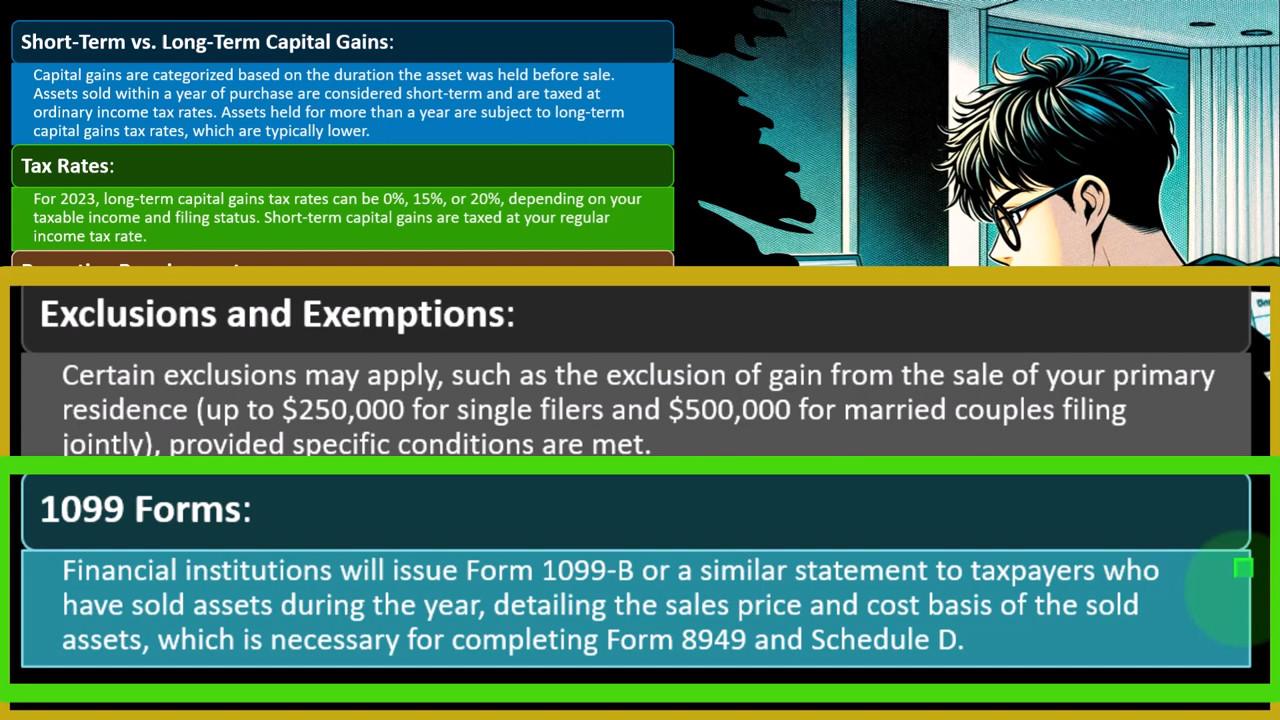 Short-Term vs. Long-Term Capital Gains:
Capital gains are categorized based on the duration the asset was held before sale.
Assets sold within a year of purchase are considered short-term and are taxed at
ordinary income tax rates. Assets held for more than a year are subject to long-term
capital gains tax rates, which are typically lower.
Tax Rates:
For 2023, long-term capital gains tax rates can be 0%, 15%, or 20%, depending on your
taxable income and filing status. Short-term capital gains are taxed at your regular
income tax rate.
Exclusions and Exemptions:
Certain exclusions may apply, such as the exclusion of gain from the sale of your primary
residence (up to $250,000 for single filers and $500,000 for married couples filing
jointly), provided specific conditions are met.
1099 Forms:
Financial institutions will issue Form 1099-B or a similar statement to taxpayers who
have sold assets during the year, detailing the sales price and cost basis of the sold
assets, which is necessary for completing Form 8949 and Schedule D.